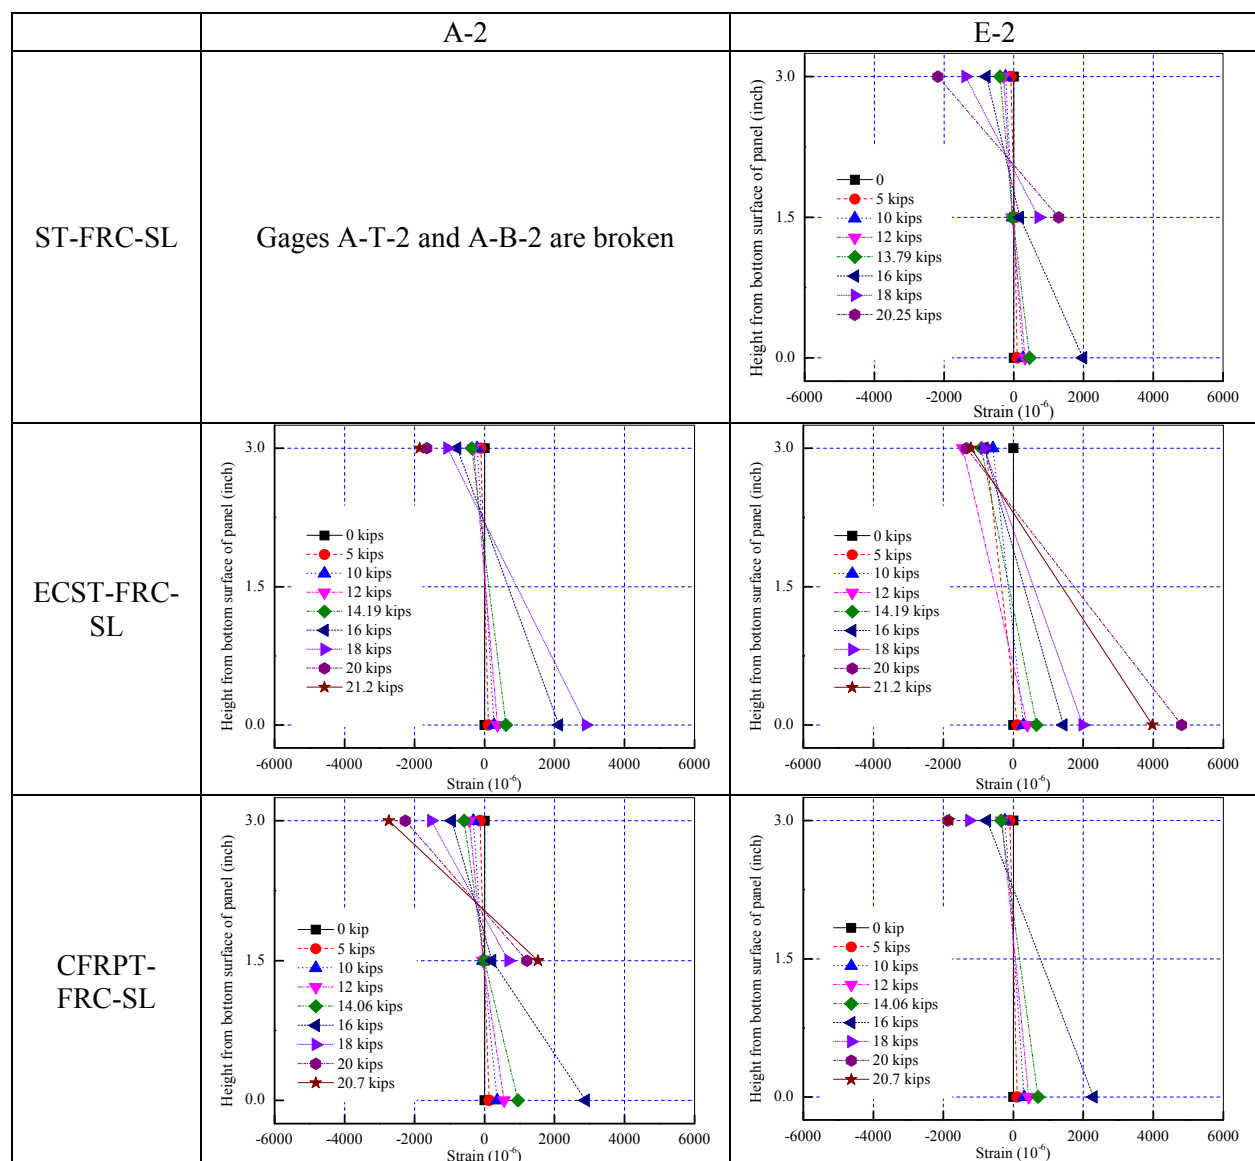 A-2
E-2
ST-FRC-SL
Gages A-T-2 and A-B-2 are broken
Height from bottom surface of panel (inch)
3.0
1.5
0.0
0
5 kips
10 kips
12 kips
13.79 kips
16 kips
18 kips
20.25 kips
-6000 -4000 -2000 0 2000 4000 6000
Strain (10-6)
ECST-FRC-
SL
Height from bottom surface of panel (inch)
3.0
1.5
0.0
0 kips
5 kips
10 kips
12 kips
14.19 kips
16 kips
18 kips
20 kips
21.2 kips
-6000 -4000 -2000 0 2000 4000 6000
Strain (10-6)
Height from bottom surface of panel (inch)
3.0
1.5
0.0
0 kips
5 kips
10 kips
12 kips
14.19 kips
16 kips
18 kips
20 kips
21.2 kips
-6000 -4000 -2000 0 2000 4000 6000
Strain (10-6)
CFRPT-
FRC-SL
Height from bottom surface of panel (inch)
3.0
1.5
0.0
0 kip
5 kips
10 kips
12 kips
14.06 kips
16 kips
18 kips
20 kips
20.7 kips
-6000 -4000 -2000 0 2000 4000 6000
Strain (10-6)
Height from bottom surface of panel (inch)
3.0
1.5
0.0
0 kip
5 kips
10 kips
12 kips
14.06 kips
16 kips
18 kips
20 kips
20.7 kips
-6000 -4000 -2000 0 2000 4000 6000
Strain (10-6)